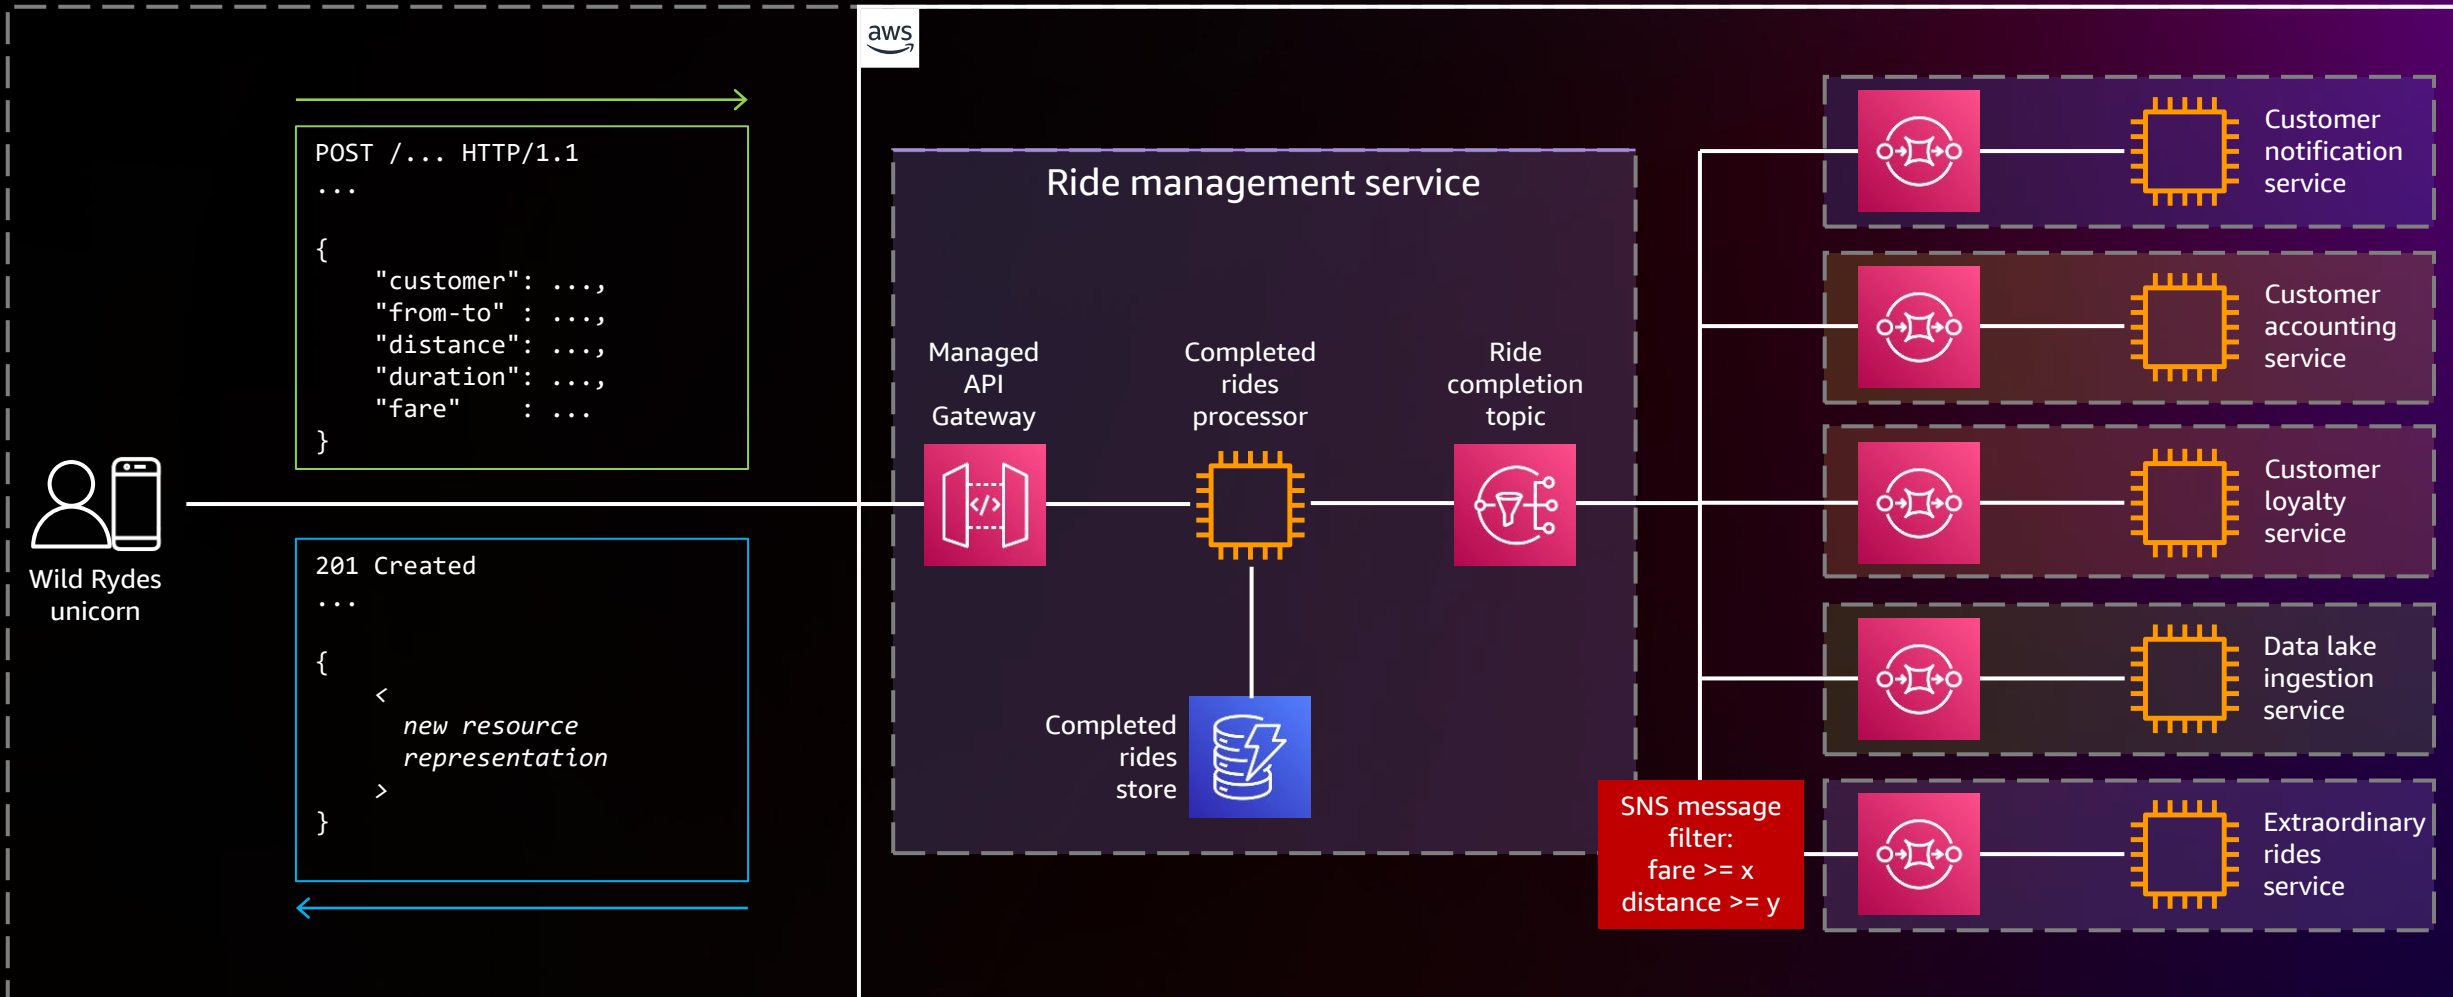 aws
POST /... HTTP/1.1
...
{
"customer": ...,
"from-to" : ...,
"distance": ...,
"duration": ...,
"fare"    : ...
}
Wild Rydes
unicorn
201 Created
...
{
<
new resource
representation
>
}
Ride management service
Managed
API
Gateway
</>
Completed
rides
processor
Ride
completion
topic
Completed
rides
store
SNS message
filter:
fare >= x
distance >= y
Customer
notification
service
Customer
accounting
service
Customer
loyalty
service
Data lake
ingestion
service
Extraordinary
rides
service